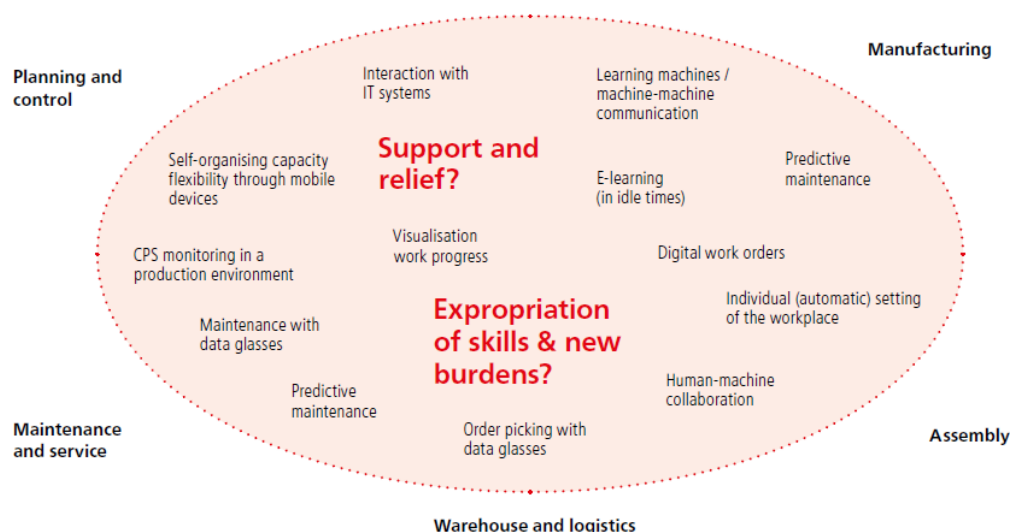 Manufacturing
Planning and
control
Interaction with
IT systems
Learning machines /
machine-machine
communication
Support and
relief?
Self-organising capacity
flexibility through mobile
devices
E-learning
(in idle times)
Predictive
maintenance
Visualisation
work progress
CPS monitoring in a
production environment
Digital work orders
Individual (automatic) setting
of the workplace
Expropriation
of skills & new
burdens?
Maintenance with
data glasses
Human-machine
collaboration
Predictive
maintenance
Order picking with
data glasses
Maintenance
and service
Assembly
Warehouse and logistics